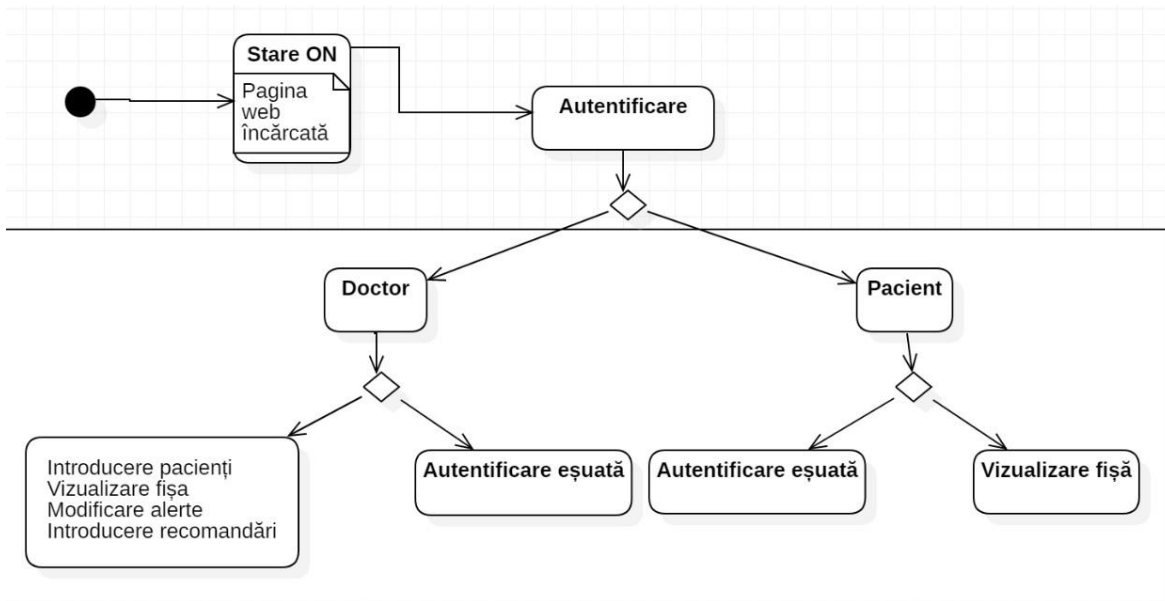 Stare ON
Pagina
web
încărcată
Autentificare
Doctor
Pacient
Introducere pacienți
Vizualizare fișa
Modificare alerte
Introducere recomandări
Autentificare eșuată
Autentificare eșuată
Vizualizare fișă